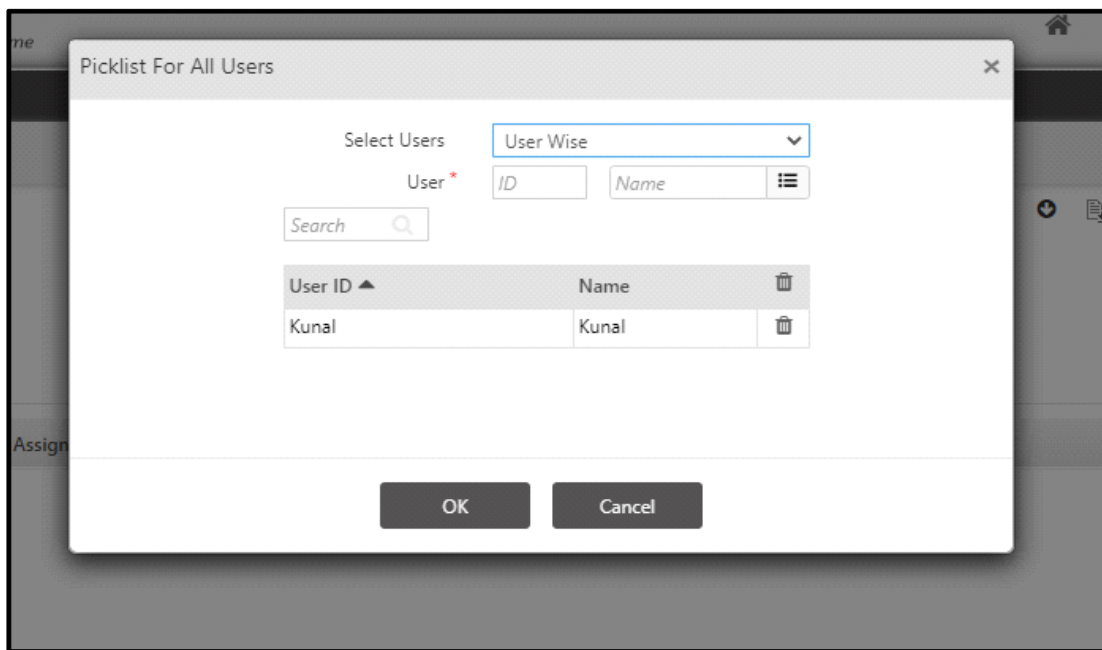 me
Picklist For All Users ×
Select Users User Wise
User * ID Name
Search
User ID Name
Kunal Kunal
Assign
OK Cancel